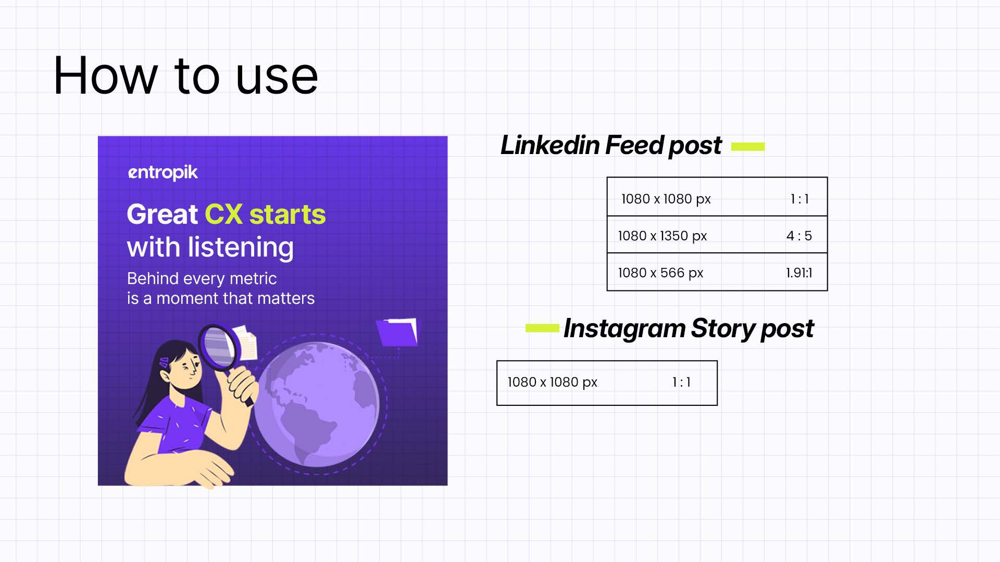 How to use
entropik
Great CX starts
with listening
Behind every metric
is a moment that matters
Linkedin Feed post
1080 x 1080 px 1 : 1
1080 x 1350 px 4 : 5
1080 x 566 px 1.91:1
Instagram Story post
1080 x 1080 px 1 : 1